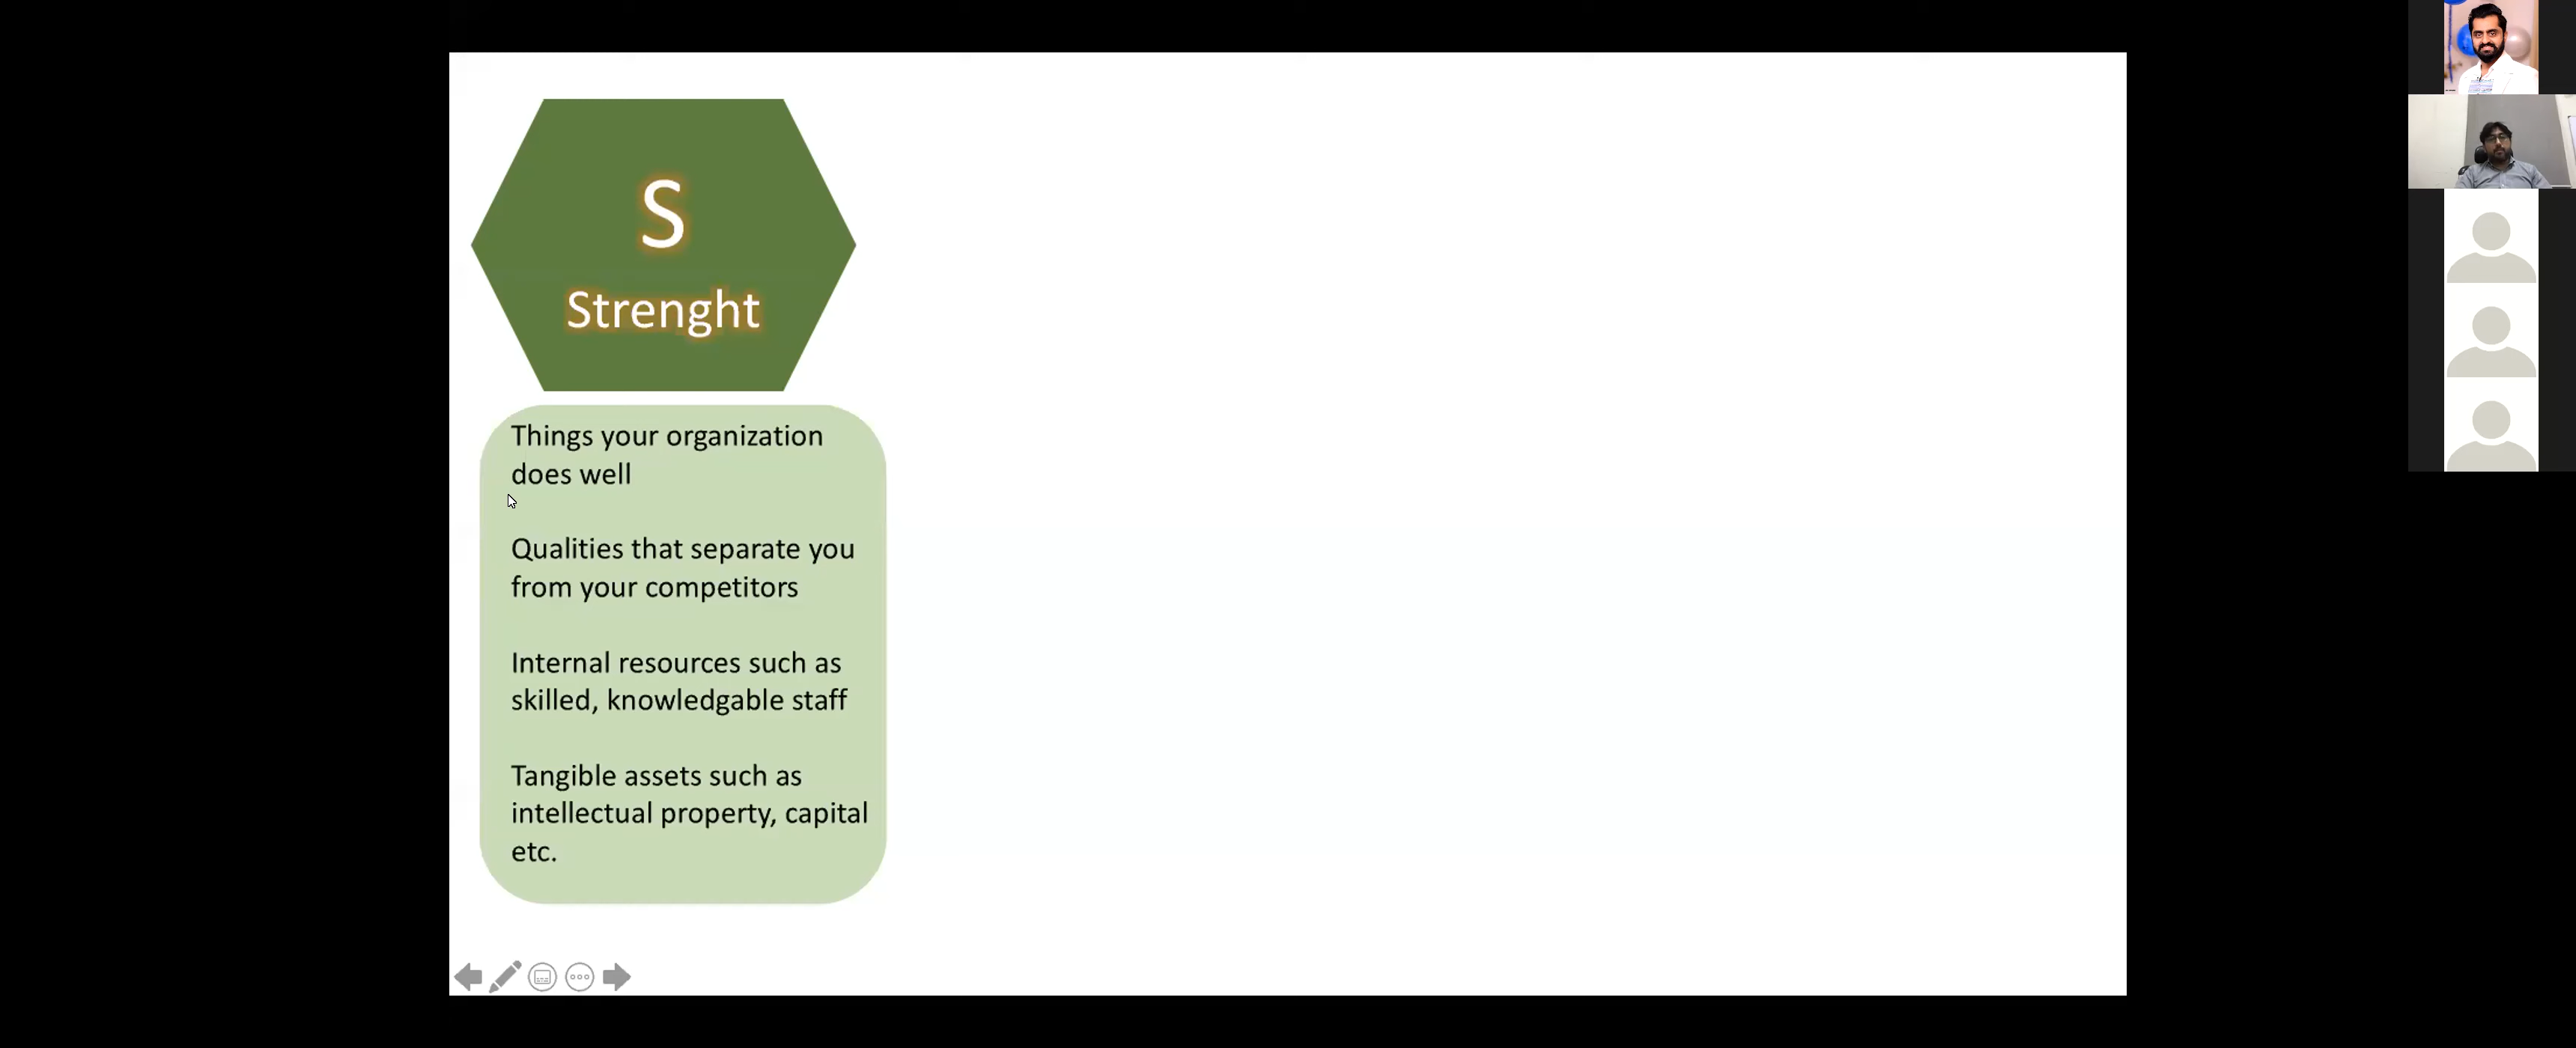 S
Strenght
Things your organization
does well
Qualities that separate you
from your competitors
Internal resources such as
skilled, knowledgable staff
Tangible assets such as
intellectual property, capital
etc.